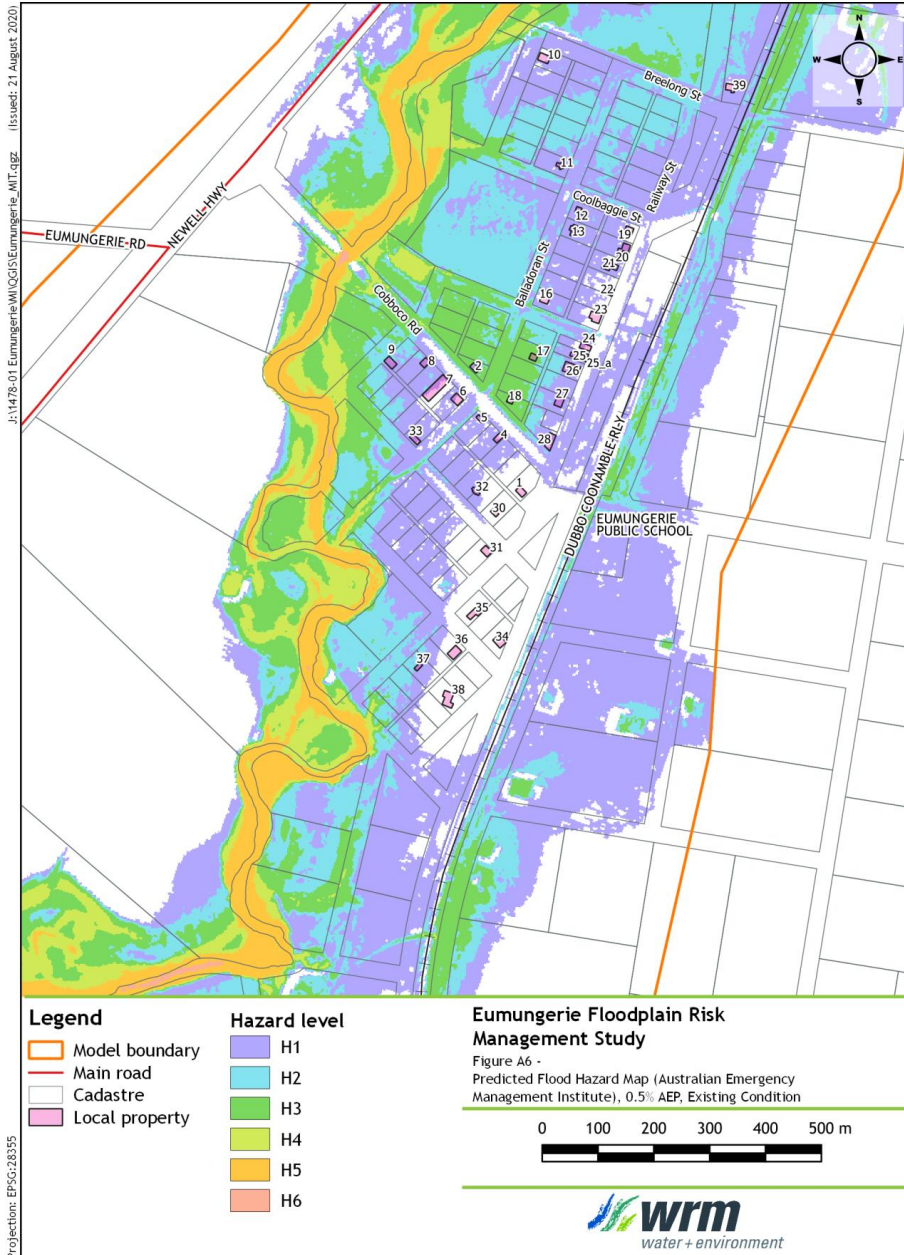 J:\1478-01 Eumungerie\WI\QGIS\Eumungerie_MIT.qgz (Issued: 21 August 2020)
Projection: EPSG:28355
N
W E
S
10
Breelong St
39
11
Railway St
Coolbaggie St
12
13
19
20
21
22
23
Balladoran St
16
NEWELL-HWY
EUMUNGERIE-RD
Cobboco Rd
24
25
25_a
26
27
28
17
18
2
9
8
7
6
5
4
33
32
1
30
31
DUBBO-COONAMBLE-RL-Y
EUMUNGERIE
PUBLIC SCHOOL
35
34
36
37
38
Legend
Model boundary
Main road
Cadastre
Local property
Hazard level
H1
H2
H3
H4
H5
H6
Eumungerie Floodplain Risk
Management Study
Figure A6 -
Predicted Flood Hazard Map (Australian Emergency
Management Institute), 0.5% AEP, Existing Condition
0 100 200 300 400 500 m
wrm
water + environment